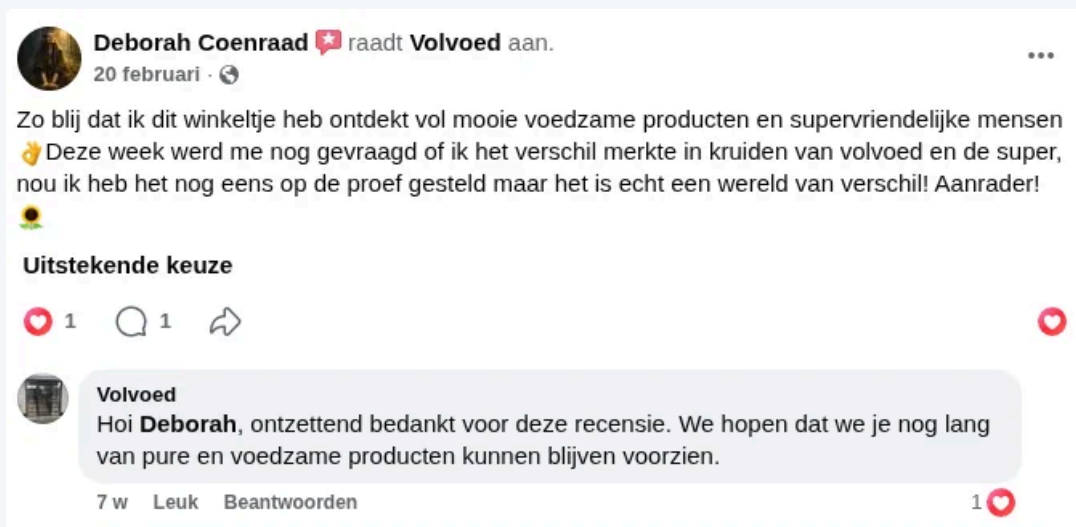 Deborah Coenraad raadt Volvoed aan.
20 februari ·
Zo blij dat ik dit winkeltje heb ontdekt vol mooie voedzame producten en supervriendelijke mensen
👌Deze week werd me nog gevraagd of ik het verschil merkte in kruiden van volvoed en de super,
nou ik heb het nog eens op de proef gesteld maar het is echt een wereld van verschil! Aanrader!
🌻
Uitstekende keuze
1 1
Volvoed
Hoi Deborah, ontzettend bedankt voor deze recensie. We hopen dat we je nog lang
van pure en voedzame producten kunnen blijven voorzien.
7 w Leuk Beantwoorden 1